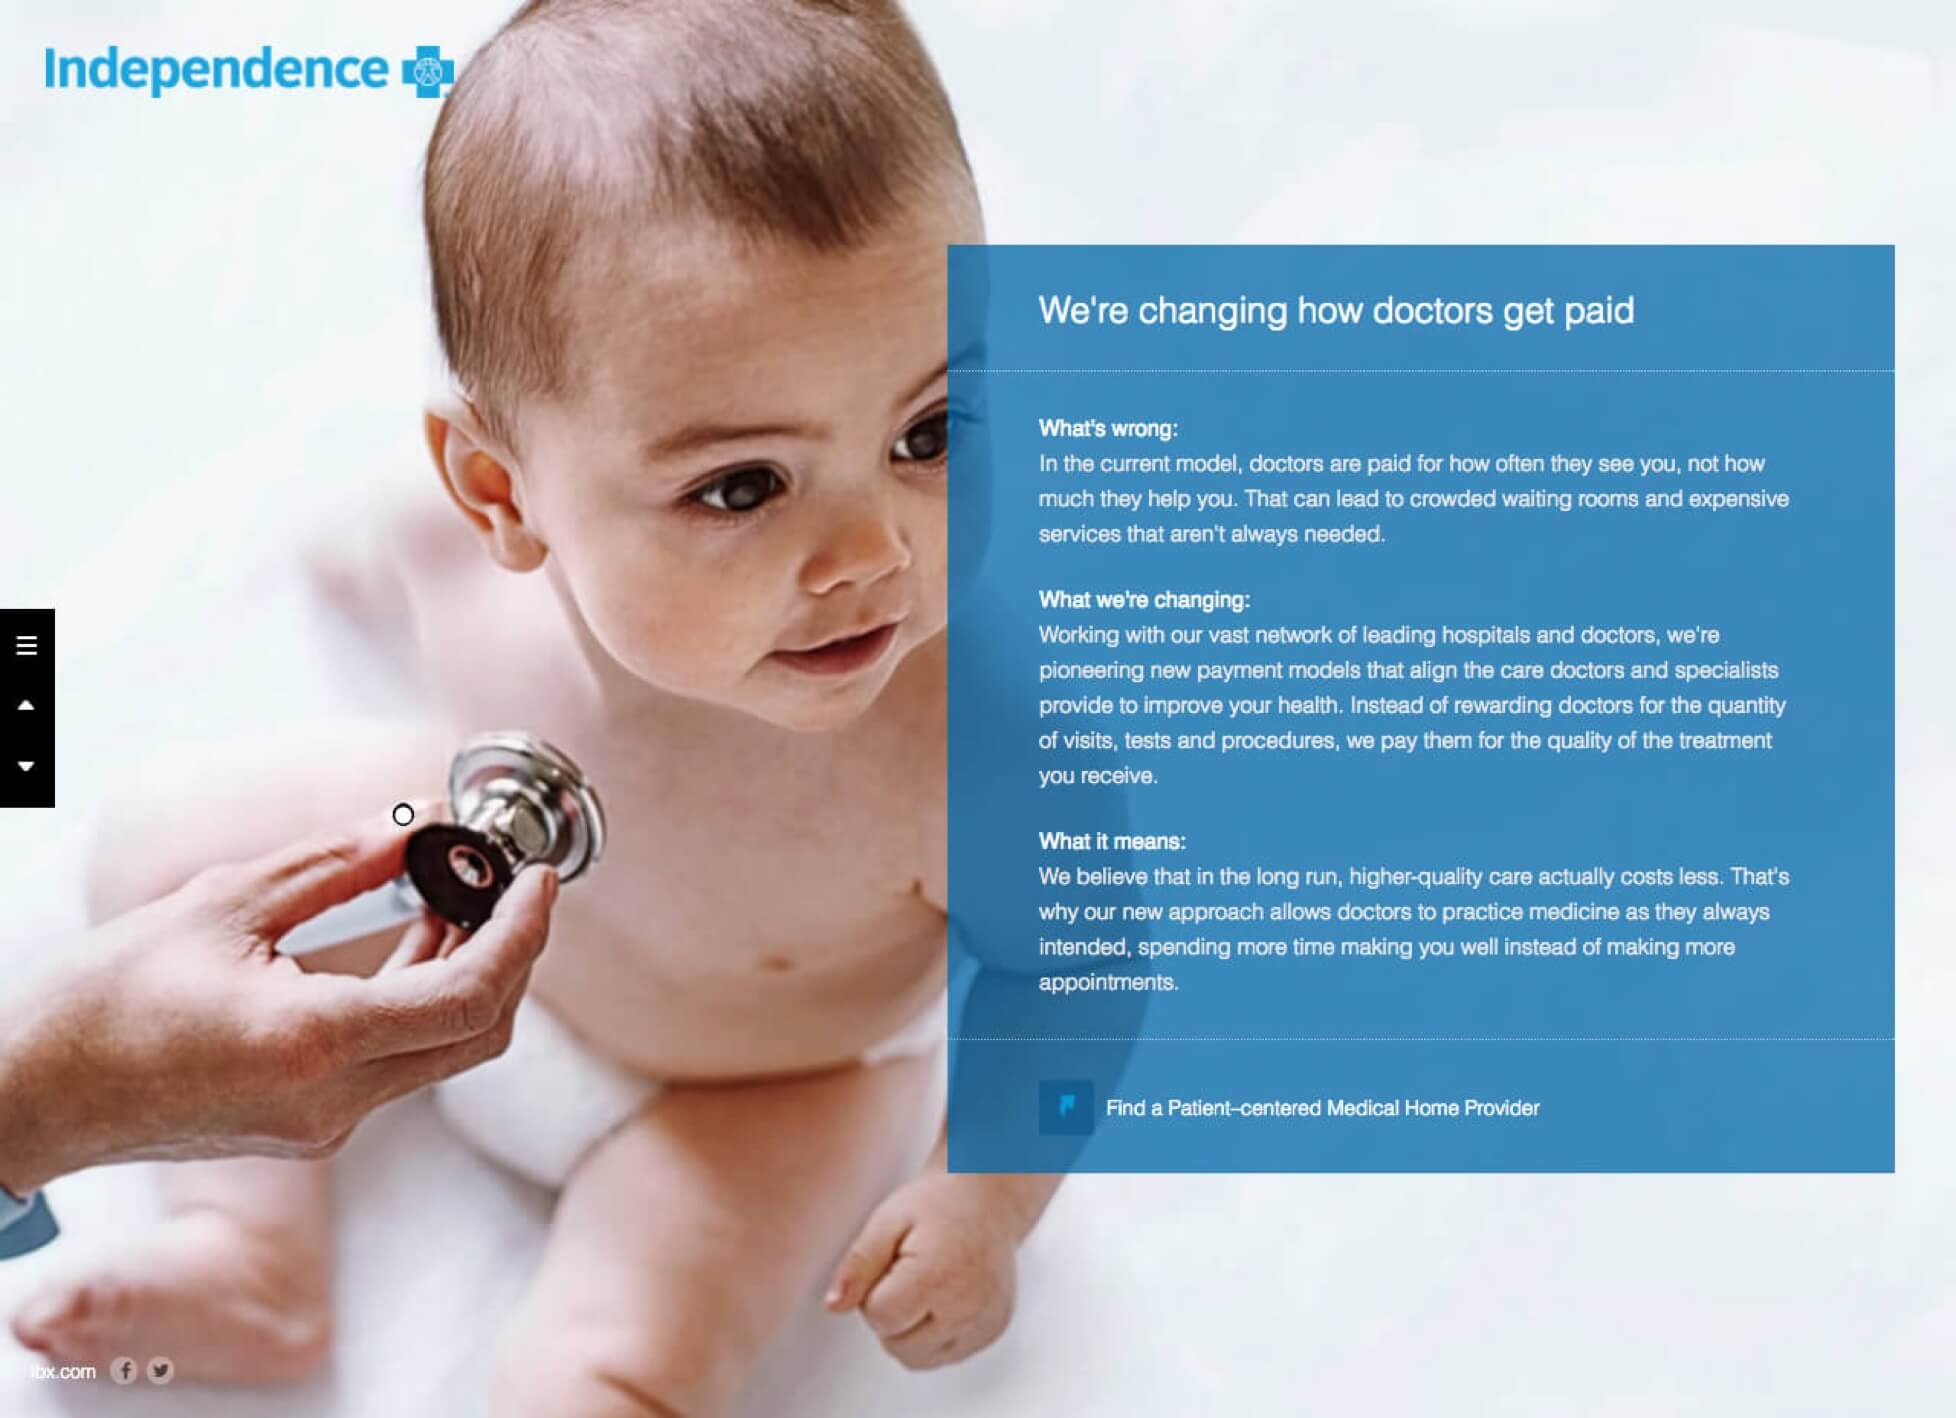 Independence
We're changing how doctors get paid
What's wrong:
In the current model, doctors are paid for how often they see you, not how
much they help you. That can lead to crowded waiting rooms and expensive
services that aren't always needed.
What we're changing:
Working with our vast network of leading hospitals and doctors, we're
pioneering new payment models that align the care doctors and specialists
provide to improve your health. Instead of rewarding doctors for the quantity
of visits, tests and procedures, we pay them for the quality of the treatment
you receive.
What it means:
We believe that in the long run, higher-quality care actually costs less. That's
why our new approach allows doctors to practice medicine as they always
intended, spending more time making you well instead of making more
appointments.
Find a Patient–centered Medical Home Provider
ibx.com